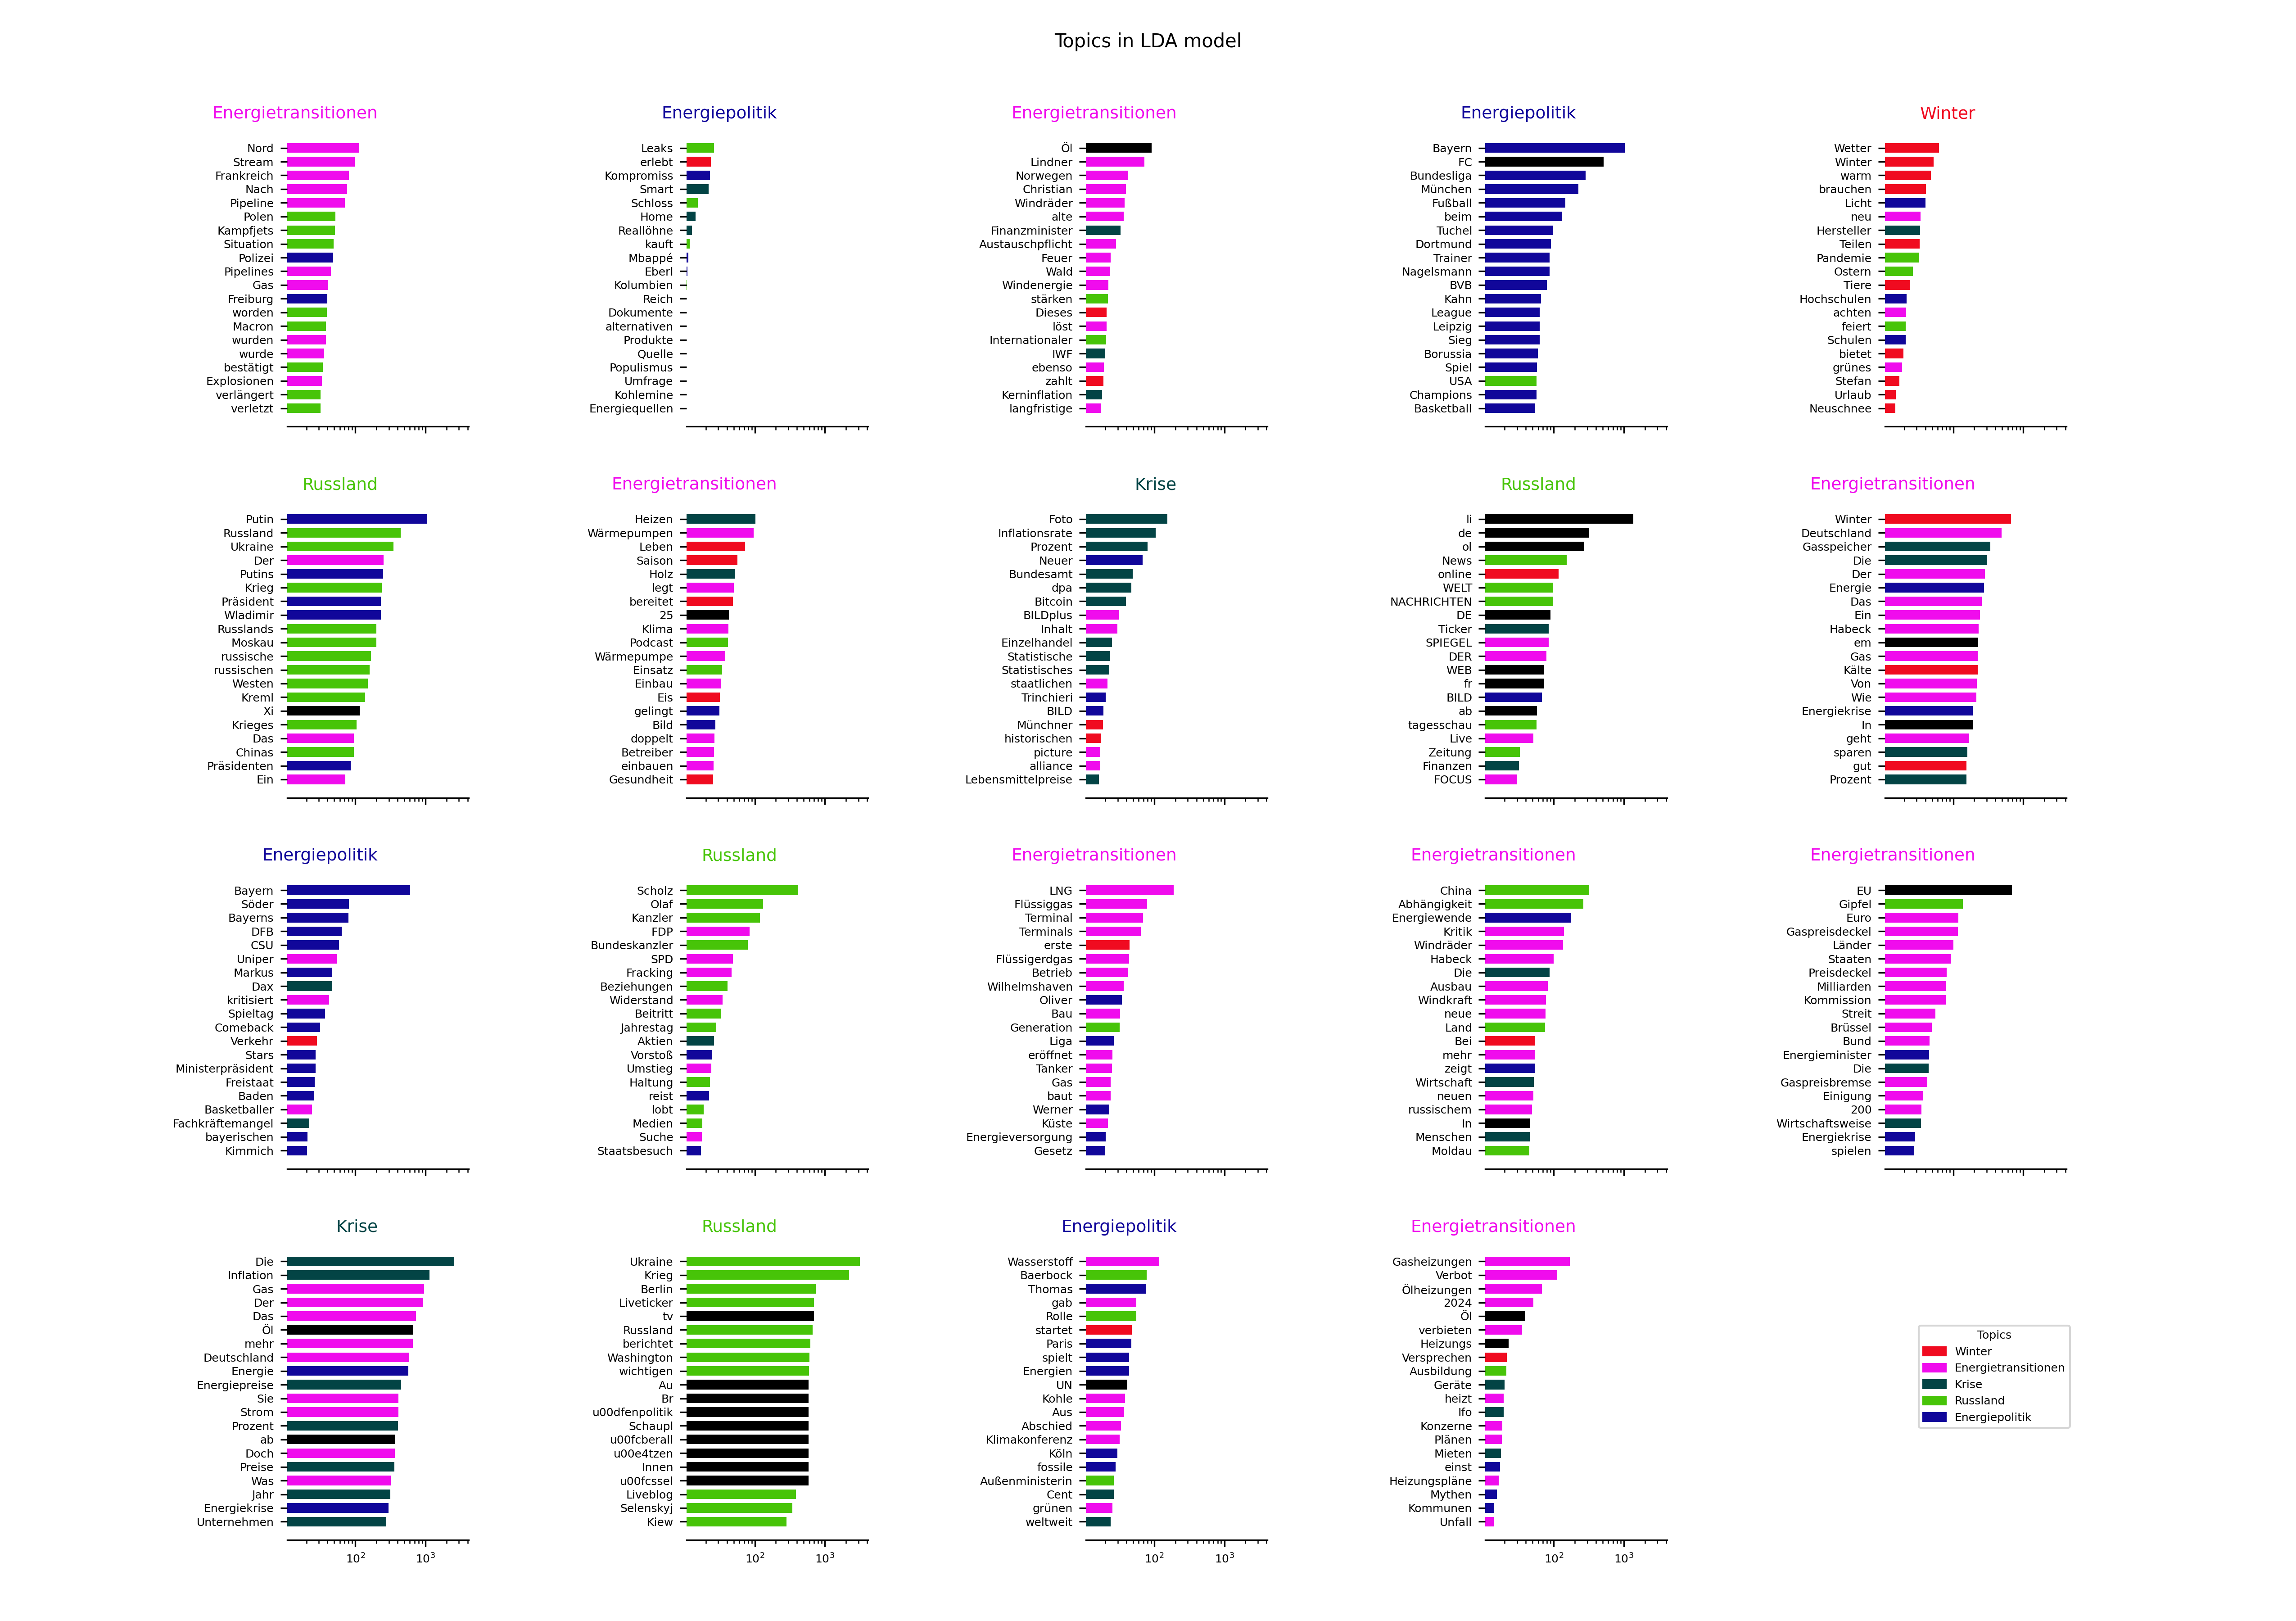 Topics in LDA model
Energietransitionen
Nord
Stream
Frankreich
Nach
Pipeline
Polen
Kampfjets
Situation
Polizei
Pipelines
Gas
Freiburg
worden
Macron
wurden
wurde
bestätigt
Explosionen
verlängert
verletzt
Energiepolitik
Leaks
erlebt
Kompromiss
Smart
Schloss
Home
Reallöhne
kauft
Mbappé
Eberl
Kolumbien
Reich
Dokumente
alternativen
Produkte
Quelle
Populismus
Umfrage
Kohlemine
Energiequellen
Energietransitionen
Öl
Lindner
Norwegen
Christian
Windräder
alte
Finanzminister
Austauschpflicht
Feuer
Wald
Windenergie
stärken
Dieses
löst
Internationaler
IWF
ebenso
zahlt
Kerninflation
langfristige
Energiepolitik
Bayern
FC
Bundesliga
München
Fußball
beim
Tuchel
Dortmund
Trainer
Nagelsmann
BVB
Kahn
League
Leipzig
Sieg
Borussia
Spiel
USA
Champions
Basketball
Winter
Wetter
Winter
warm
brauchen
Licht
neu
Hersteller
Teilen
Pandemie
Ostern
Tiere
Hochschulen
achten
feiert
Schulen
bietet
grünes
Stefan
Urlaub
Neuschnee
Russland
Putin
Russland
Ukraine
Der
Putins
Krieg
Präsident
Wladimir
Russlands
Moskau
russische
russischen
Westen
Kreml
Xi
Krieges
Das
Chinas
Präsidenten
Ein
Energietransitionen
Heizen
Wärmepumpen
Leben
Saison
Holz
legt
bereitet
25
Klima
Podcast
Wärmepumpe
Einsatz
Einbau
Eis
gelingt
Bild
doppelt
Betreiber
einbauen
Gesundheit
Krise
Foto
Inflationsrate
Prozent
Neuer
Bundesamt
dpa
Bitcoin
BILDplus
Inhalt
Einzelhandel
Statistische
Statistisches
staatlichen
Trinchieri
BILD
Münchner
historischen
picture
alliance
Lebensmittelpreise
Russland
li
de
ol
News
online
WELT
NACHRICHTEN
DE
Ticker
SPIEGEL
DER
WEB
fr
BILD
ab
tagesschau
Live
Zeitung
Finanzen
FOCUS
Energietransitionen
Winter
Deutschland
Gasspeicher
Die
Der
Energie
Das
Ein
Habeck
em
Gas
Kälte
Von
Wie
Energiekrise
In
geht
sparen
gut
Prozent
Energiepolitik
Bayern
Söder
Bayerns
DFB
CSU
Uniper
Markus
Dax
kritisiert
Spieltag
Comeback
Verkehr
Stars
Ministerpräsident
Freistaat
Baden
Basketballer
Fachkräftemangel
bayerischen
Kimmich
Russland
Scholz
Olaf
Kanzler
FDP
Bundeskanzler
SPD
Fracking
Beziehungen
Widerstand
Beitritt
Jahrestag
Aktien
Vorstoß
Umstieg
Haltung
reist
lobt
Medien
Suche
Staatsbesuch
Energietransitionen
LNG
Flüssiggas
Terminal
Terminals
erste
Flüssigerdgas
Betrieb
Wilhelmshaven
Oliver
Bau
Generation
Liga
eröffnet
Tanker
Gas
baut
Werner
Küste
Energieversorgung
Gesetz
Energietransitionen
China
Abhängigkeit
Energiewende
Kritik
Windräder
Habeck
Die
Ausbau
Windkraft
neue
Land
Bei
mehr
zeigt
Wirtschaft
neuen
russischem
In
Menschen
Moldau
Energietransitionen
EU
Gipfel
Euro
Gaspreisdeckel
Länder
Staaten
Preisdeckel
Milliarden
Kommission
Streit
Brüssel
Bund
Energieminister
Die
Gaspreisbremse
Einigung
200
Wirtschaftsweise
Energiekrise
spielen
Krise
Die
Inflation
Gas
Der
Das
Öl
mehr
Deutschland
Energie
Energiepreise
Sie
Strom
Prozent
ab
Doch
Preise
Was
Jahr
Energiekrise
Unternehmen
10² 10³
Russland
Ukraine
Krieg
Berlin
Liveticker
tv
Russland
berichtet
Washington
wichtigen
Au
Br
u00dfenpolitik
Schaupl
u00fcberall
u00e4tzen
Innen
u00fcssel
Liveblog
Selenskyj
Kiew
10² 10³
Energiepolitik
Wasserstoff
Baerbock
Thomas
gab
Rolle
startet
Paris
spielt
Energien
UN
Kohle
Aus
Abschied
Klimakonferenz
Köln
fossile
Außenministerin
Cent
grünen
weltweit
10² 10³
Energietransitionen
Gasheizungen
Verbot
Ölheizungen
2024
Öl
verbieten
Heizungs
Versprechen
Ausbildung
Geräte
heizt
Ifo
Konzerne
Plänen
Mieten
einst
Heizungspläne
Mythen
Kommunen
Unfall
10² 10³
Topics
Winter
Energietransitionen
Krise
Russland
Energiepolitik